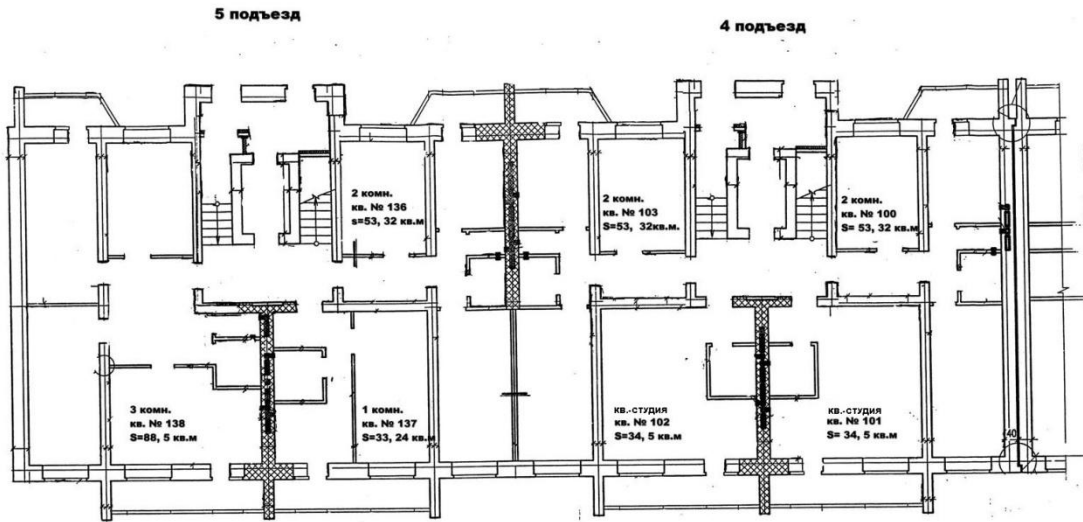 5 подъезд
4 подъезд
2 комн.
кв. № 136
s=53, 32 кв.м
2 комн.
кв. № 103
S=53, 32кв.м.
2 комн.
кв. № 100
S= 53, 32 кв.м
3 комн.
кв. № 138
S=88, 5 кв.м
1 комн.
кв. № 137
S=33, 24 кв.м
кв.-студия
кв. № 102
S=34, 5 кв.м
кв.-студия
кв. № 101
S= 34, 5 кв.м
40